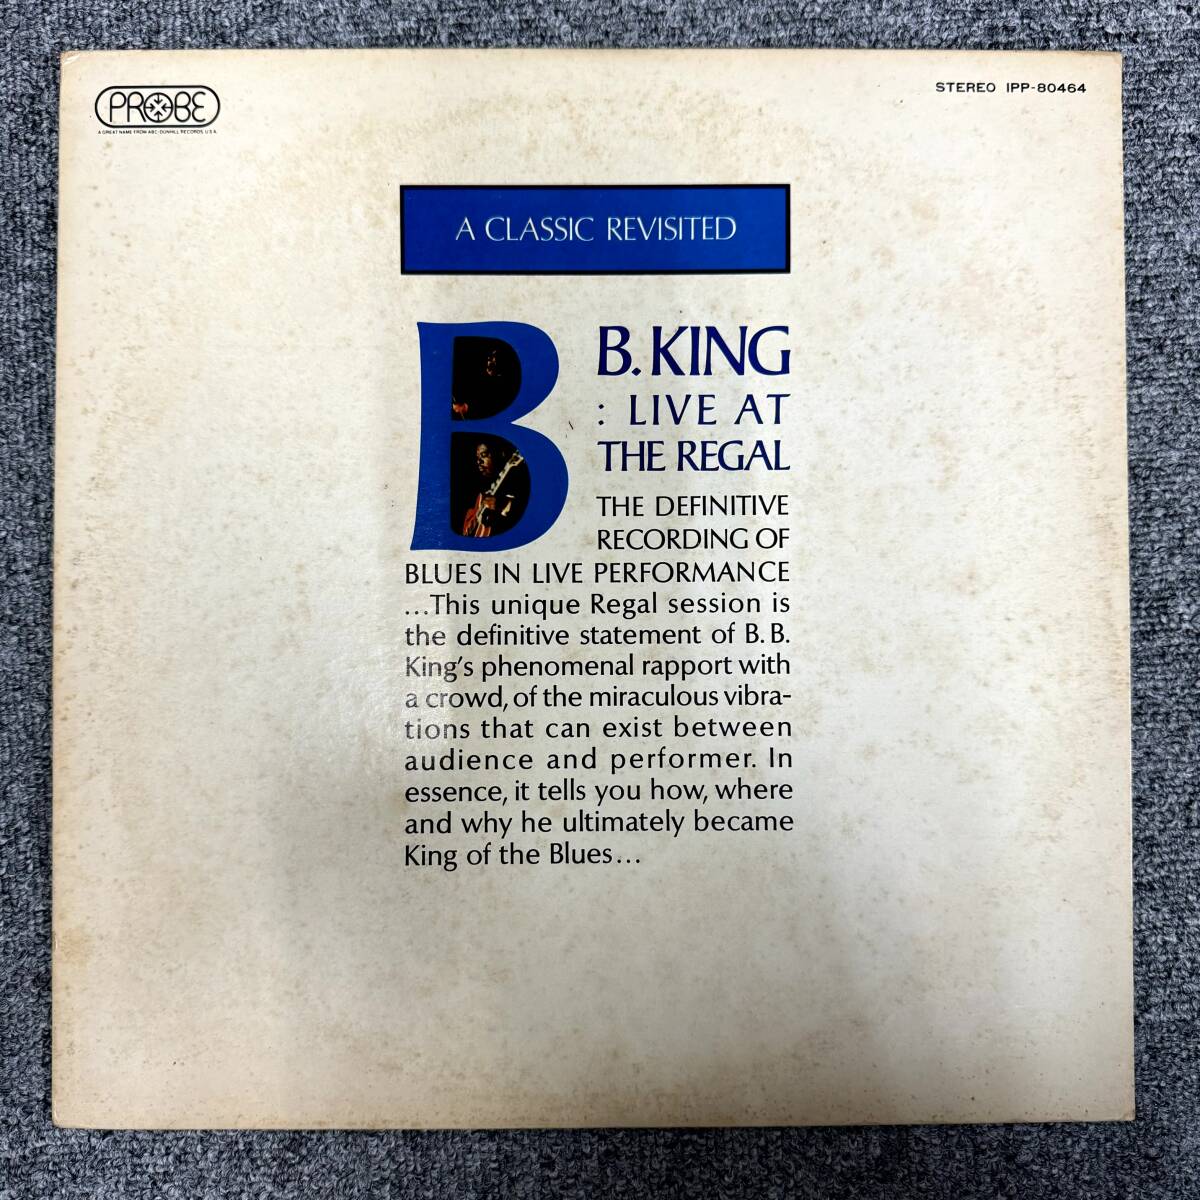 PROBE
A GREAT NAME FROM ABC-DUNHILL RECORDS, U.S.A.
STEREO IPP-80464
A CLASSIC REVISITED
B B. KING
: LIVE AT
THE REGAL
THE DEFINITIVE
RECORDING OF
BLUES IN LIVE PERFORMANCE
...This unique Regal session is
the definitive statement of B.B.
King's phenomenal rapport with
a crowd, of the miraculous vibra-
tions that can exist between
audience and performer. In
essence, it tells you how, where
and why he ultimately became
King of the Blues...